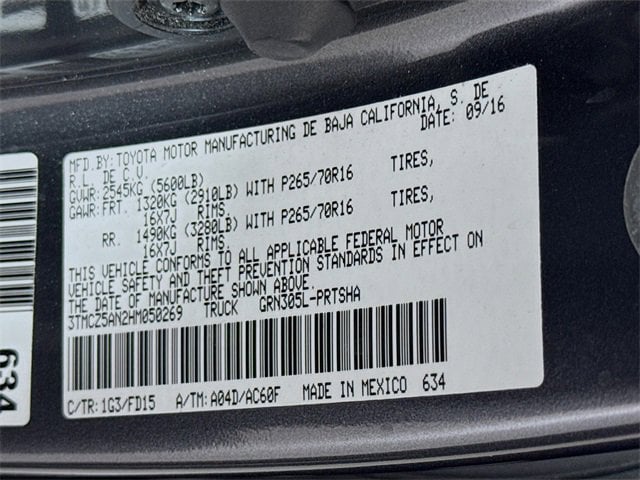 MFD.BY: TOYOTA MOTOR MANUFACTURING DE BAJA CALIFORNIA, S. DE
R.L. DE C.V. DATE: 09/16
GVWR: 2545KG (5600LB)
GAWR: FRT. 1320KG (2910LB) WITH P265/70R16 TIRES,
16X7J RIMS.
RR. 1490KG (3280LB) WITH P265/70R16 TIRES,
16X7J RIMS.
THIS VEHICLE CONFORMS TO ALL APPLICABLE FEDERAL MOTOR
VEHICLE SAFETY AND THEFT PREVENTION STANDARDS IN EFFECT ON
THE DATE OF MANUFACTURE SHOWN ABOVE.
3TMCZ5AN2HM050269 TRUCK GRN305L-PRTSHA
C/TR: 1G3/FD15 A/TM: A04D/AC60F MADE IN MEXICO 634
634